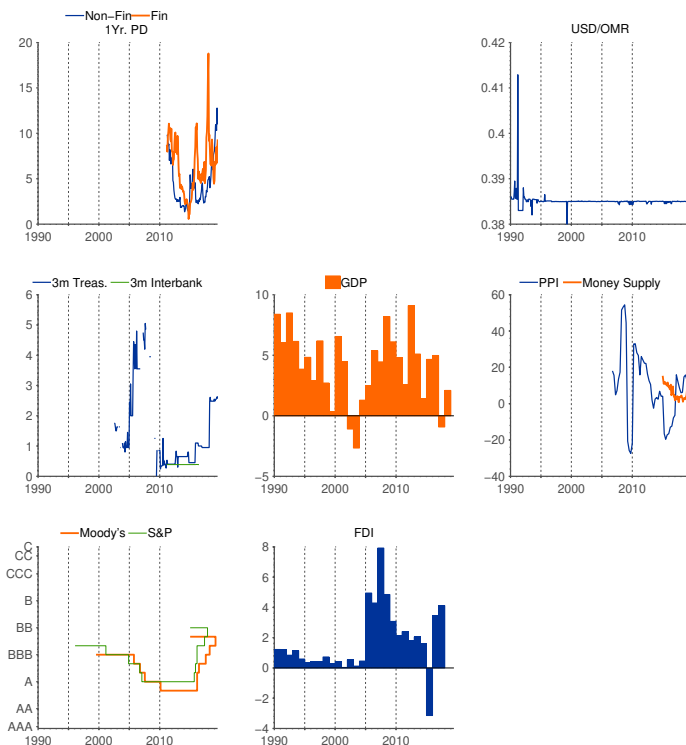 Non-Fin Fin
1Yr. PD
20
15
10
5
0
1990 2000 2010
USD/OMR
0.42
0.41
0.4
0.39
0.38
1990 2000 2010
3m Treas. 3m Interbank
6
5
4
3
2
1
0
1990 2000 2010
GDP
10
5
0
−5
1990 2000 2010
PPI Money Supply
60
40
20
0
−20
−40
1990 2000 2010
Moody's S&P
C
CC
CCC
B
BB
BBB
A
AA
AAA
1990 2000 2010
FDI
8
6
4
2
0
−2
−4
1990 2000 2010